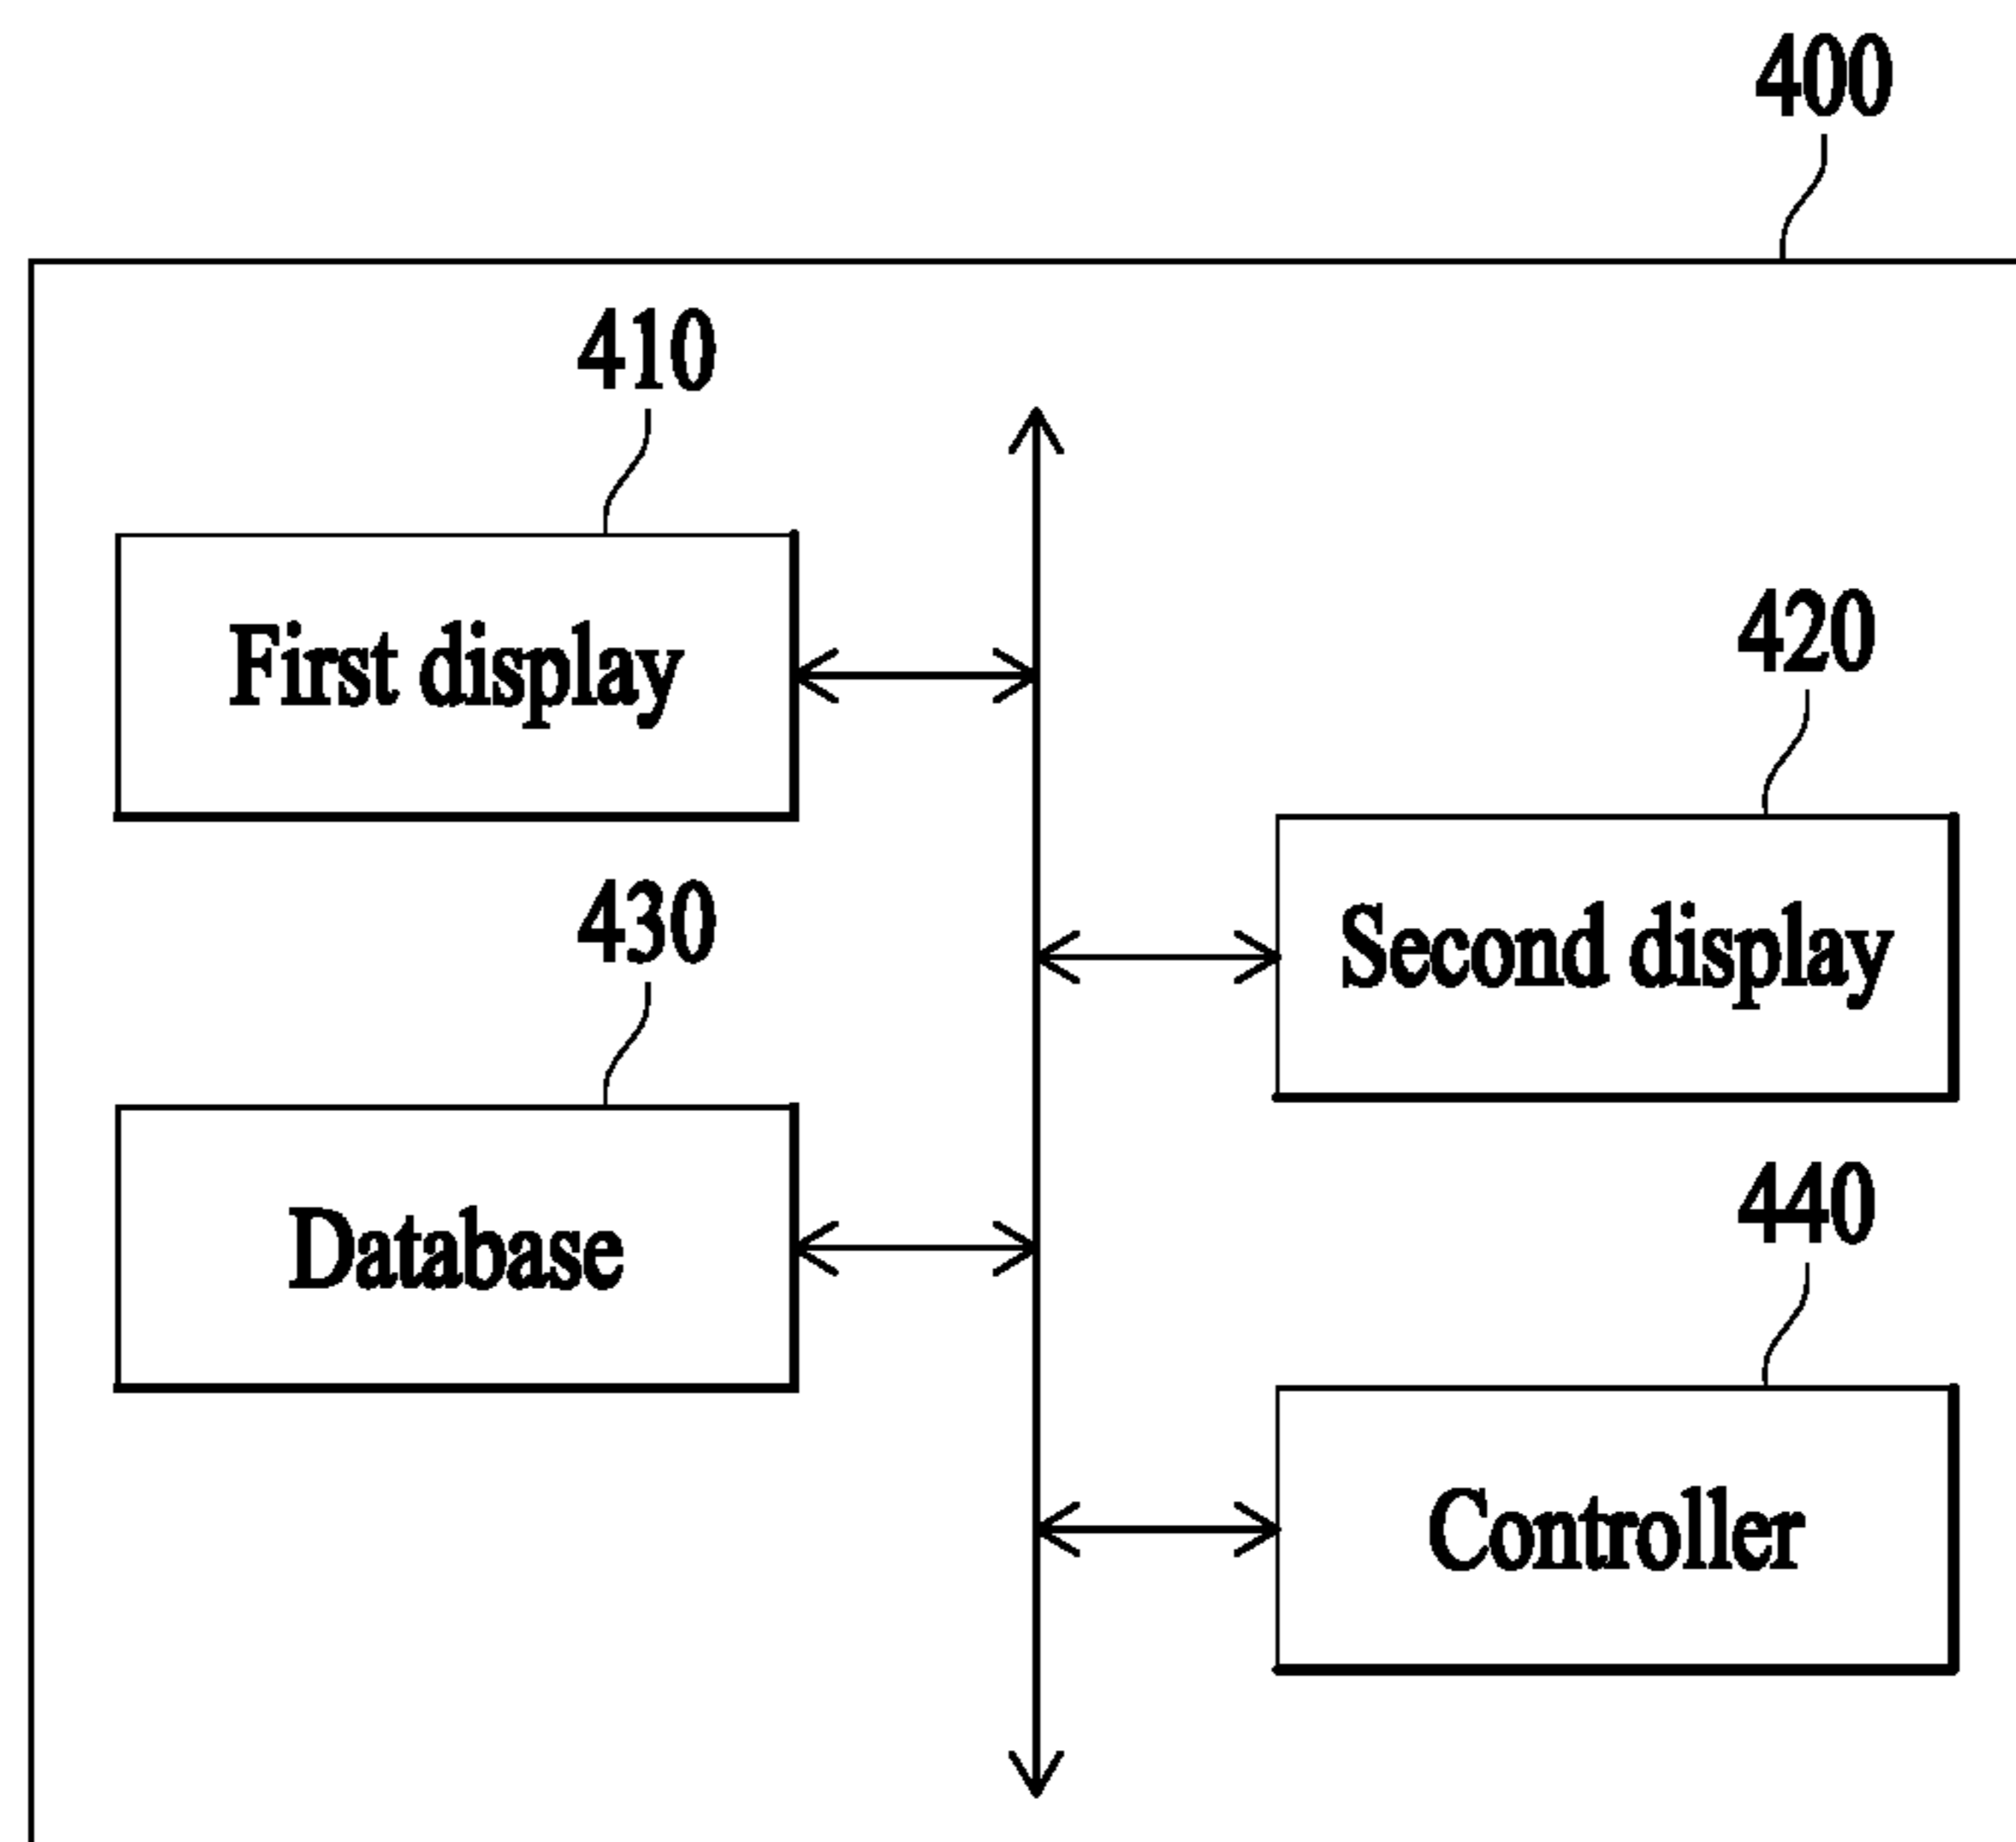 400
410
First display
420
Second display
430
Database
440
Controller